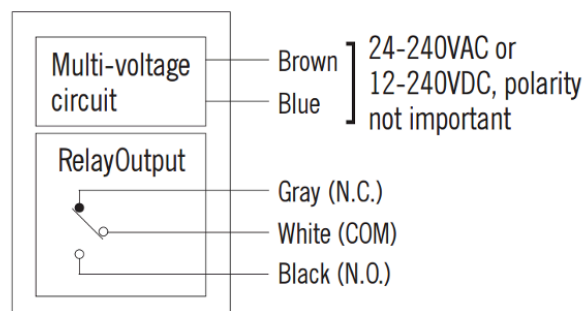 Multi-voltage
circuit
Brown
Blue
24-240VAC or
12-240VDC, polarity
not important
RelayOutput
Gray (N.C.)
White (COM)
Black (N.O.)